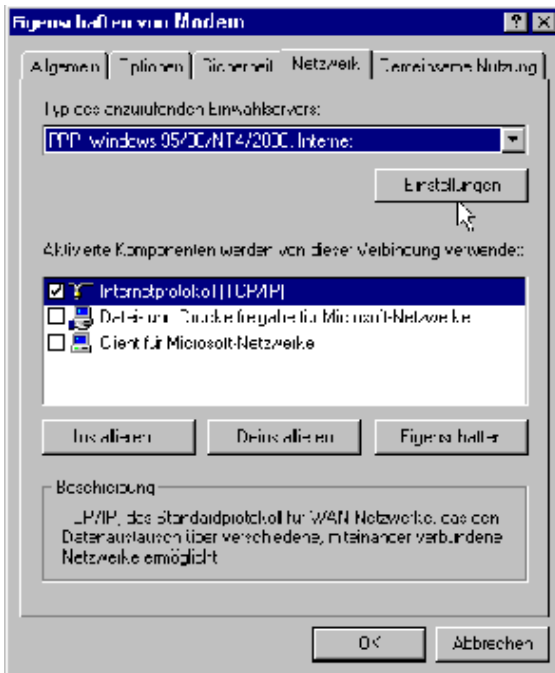 Eigenschaften von Modem
Algemein Optionen Sicherheit Netzwerk Gemeinsame Nutzung
Typ des anzurufenden Einwahlservers:
PPP: Windows 95/98/NT4/2000, Internet
Einstellungen
Aktivierte Komponenten werden von dieser Verbindung verwendet:
Internetprotokoll (TCP/IP)
Datei- und Druckerfreigabe für Microsoft-Netzwerke
Client für Microsoft-Netzwerke
Installieren Deinstallieren Eigenschaften
Beschreibung
TCP/IP, das Standardprotokoll für WAN-Netzwerke, das den
Datenaustausch über verschiedene, miteinander verbundene
Netzwerke ermöglicht
OK Abbrechen